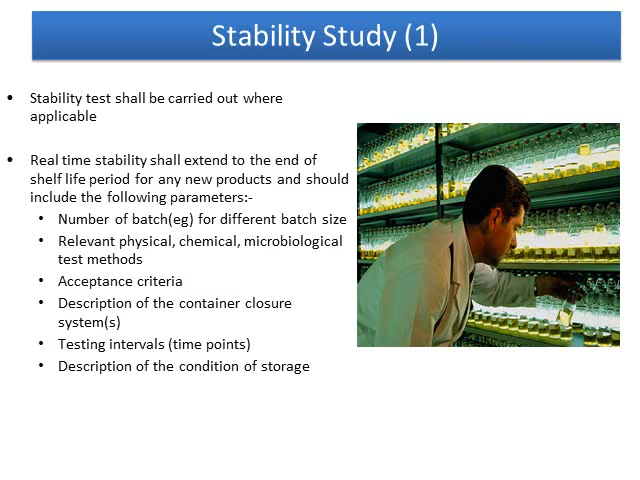 Stability Study (1)
• Stability test shall be carried out where
applicable
• Real time stability shall extend to the end of
shelf life period for any new products and should
include the following parameters:-
• Number of batch(eg) for different batch size
• Relevant physical, chemical, microbiological
test methods
• Acceptance criteria
• Description of the container closure
system(s)
• Testing intervals (time points)
• Description of the condition of storage